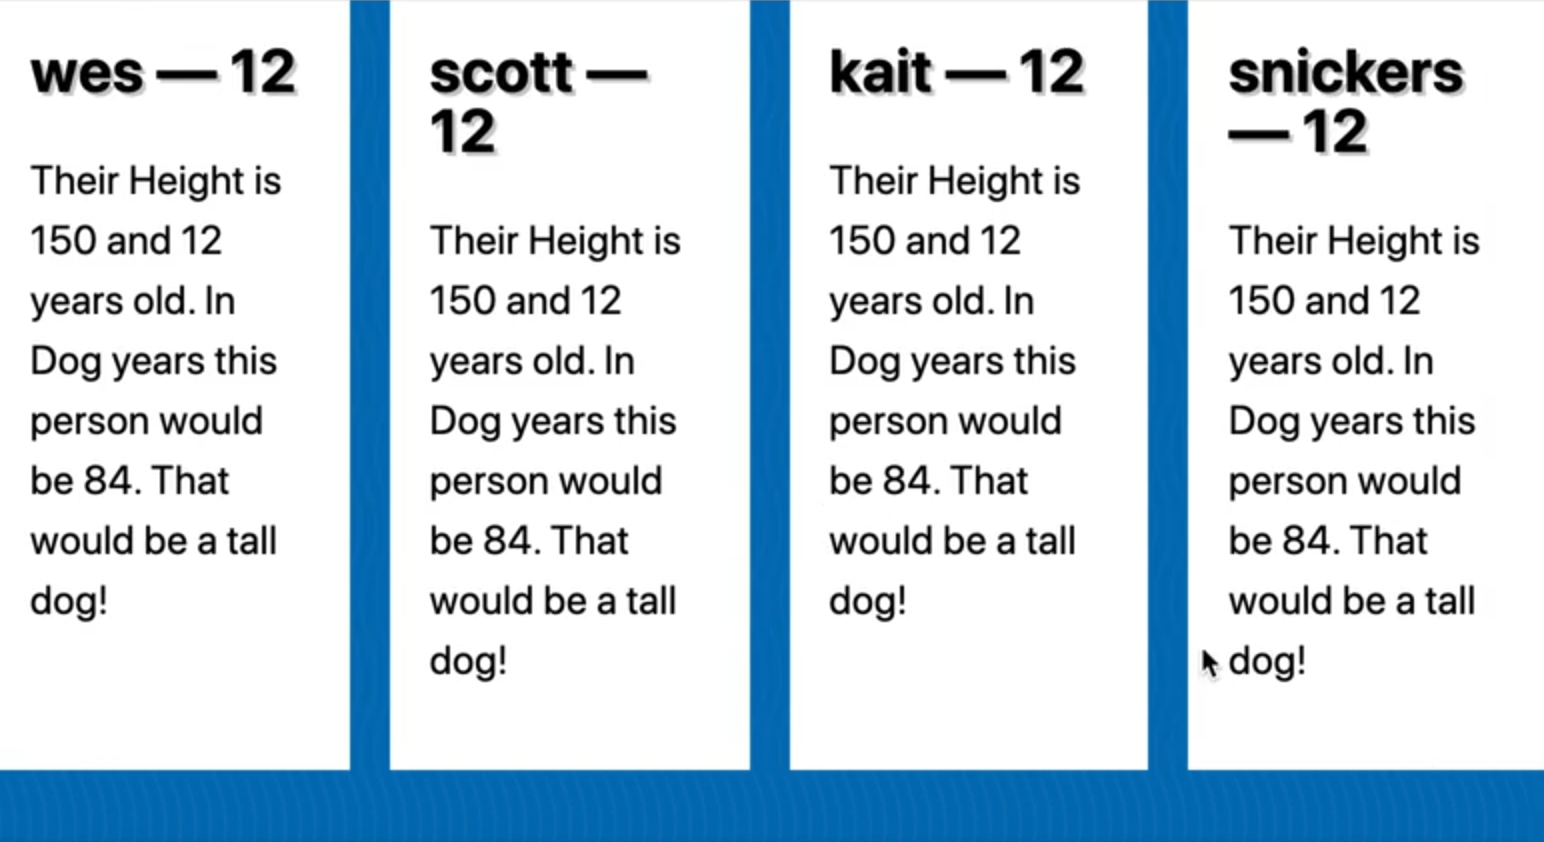 wes — 12
Their Height is
150 and 12
years old. In
Dog years this
person would
be 84. That
would be a tall
dog!
scott —
12
Their Height is
150 and 12
years old. In
Dog years this
person would
be 84. That
would be a tall
dog!
kait — 12
Their Height is
150 and 12
years old. In
Dog years this
person would
be 84. That
would be a tall
dog!
snickers
— 12
Their Height is
150 and 12
years old. In
Dog years this
person would
be 84. That
would be a tall
dog!